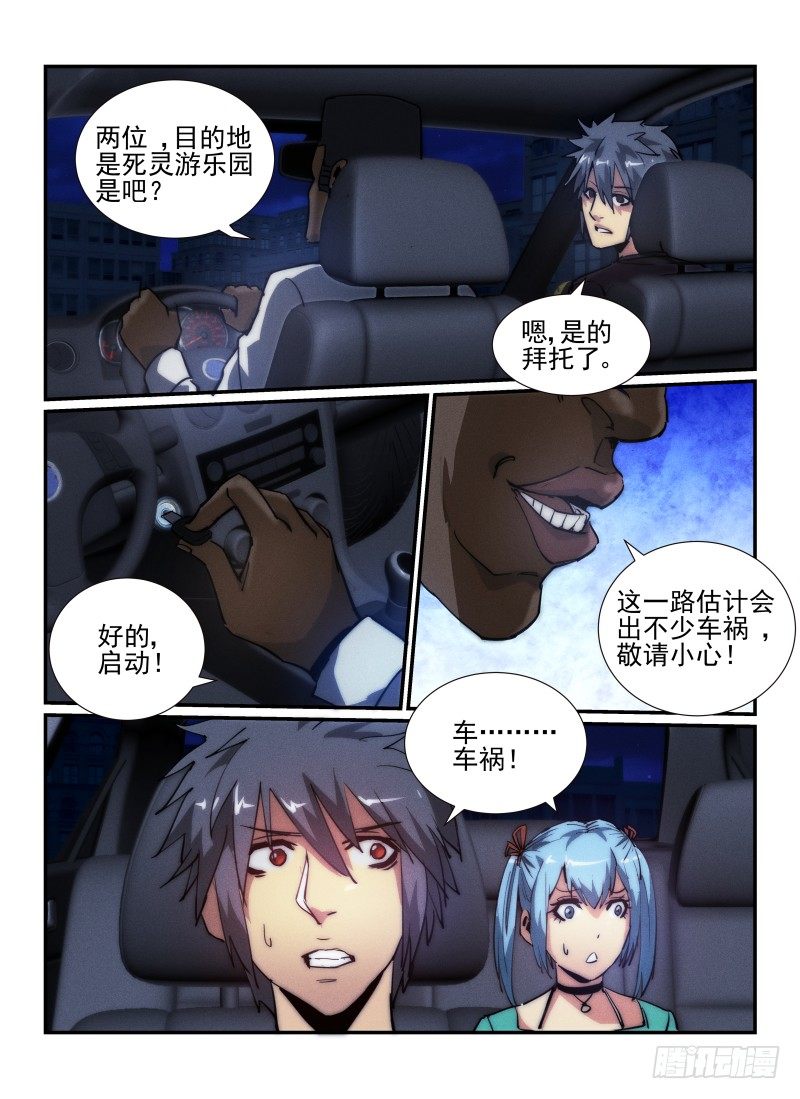 两位，目的地
是死灵游乐园
是吧？
嗯，是的
拜托了。
好的，
启动！
这一路估计会
出不少车祸，
敬请小心！
车………
车祸！
腾讯动漫